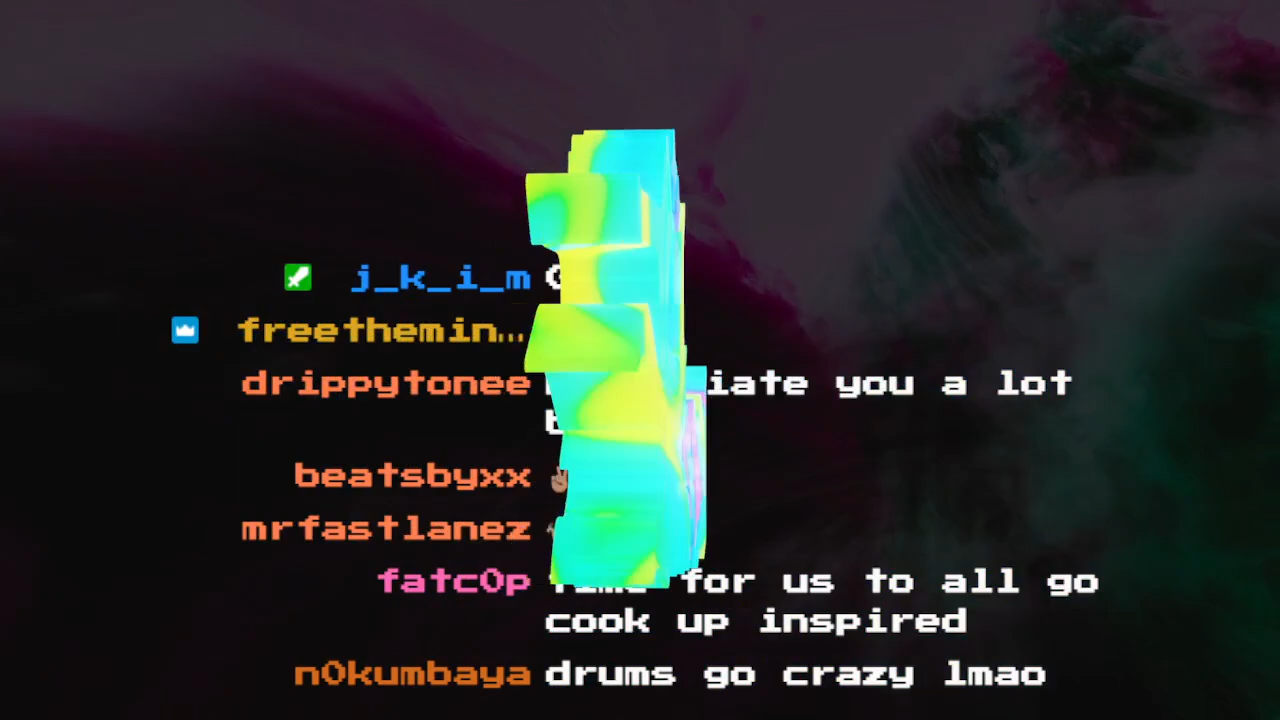 j_k_i_m
freethemin...
drippytonee you a lot
beatsbyxx
mrfastlanez
fatc0p for us to all go
cook up inspired
n0kumbaya drums go crazy lmao